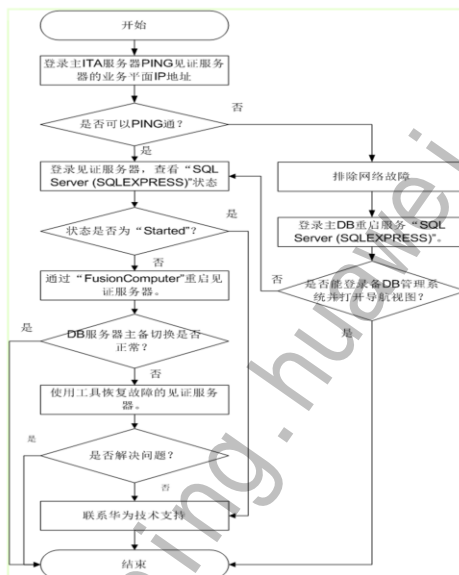 开始
登录主ITA服务器PING见证服务
器的业务平面IP地址
否
是否可以PING通?
是
登录见证服务器，查看“SQL
Server (SQLEXPRESS)”状态
排除网络故障
是
状态是否为“Started”?
登录主DB重启服务“SQL
Server (SQLEXPRESS)”。
否
通过“FusionComputer”重启见
证服务器。
否
是否能登录备DB管理系
统并打开导航视图?
是
DB服务器主备切换是否
正常?
是
否
使用工具恢复故障的见证服务
器。
是
是否解决问题?
否
联系华为技术支持
结束
ning.huawei